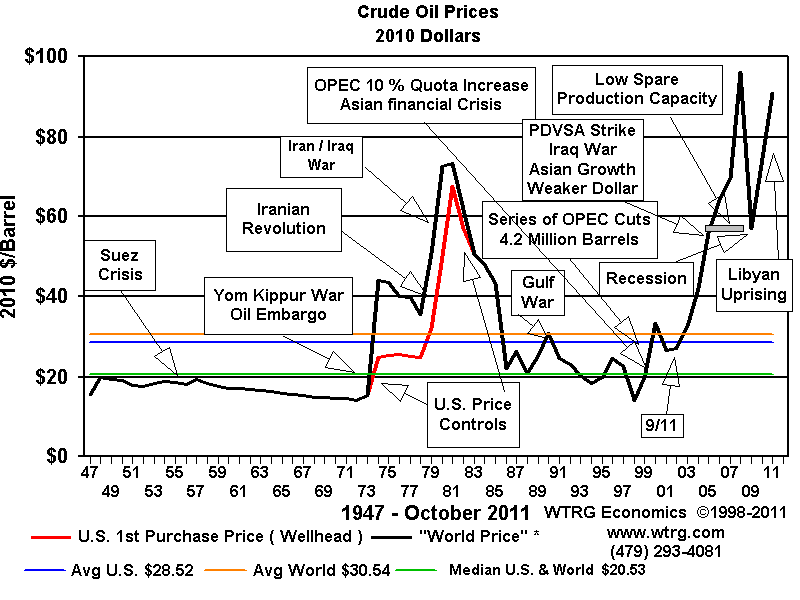 Crude Oil Prices
2010 Dollars
2010 $/Barrel
$100
$80
$60
$40
$20
$0
OPEC 10 % Quota Increase
Asian financial Crisis
Low Spare
Production Capacity
PDVSA Strike
Iraq War
Asian Growth
Weaker Dollar
Iran / Iraq
War
Iranian
Revolution
Series of OPEC Cuts
4.2 Million Barrels
Suez
Crisis
Yom Kippur War
Oil Embargo
Gulf
War
Recession
Libyan
Uprising
U.S. Price
Controls
9/11
47 51 55 59 63 67 71 75 79 83 87 91 95 99 03 07 11
49 53 57 61 65 69 73 77 81 85 89 93 97 01 05 09
1947 - October 2011
WTRG Economics ©1998-2011
www.wtrg.com
(479) 293-4081
U.S. 1st Purchase Price ( Wellhead )
"World Price" *
Avg U.S. $28.52
Avg World $30.54
Median U.S. & World $20.53